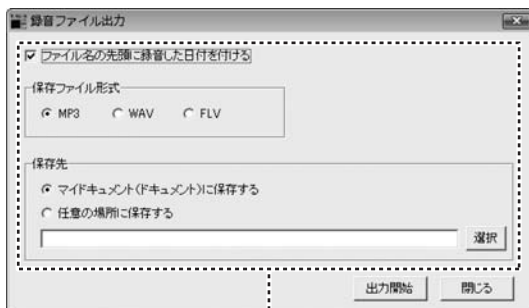 録音ファイル出力
ファイル名の先頭に録音した日付を付ける
保存ファイル形式
MP3 WAV FLV
保存先
マイドキュメント(ドキュメント)に保存する
任意の場所に保存する
選択
出力開始 閉じる